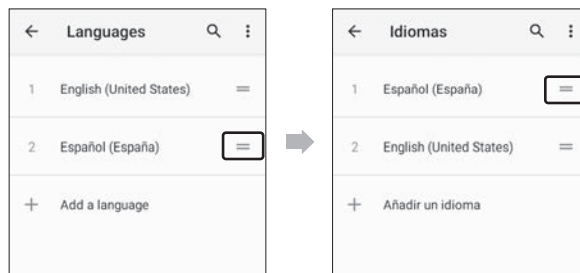 Languages
1 English (United States)
2 Español (España)
Add a language
Idiomas
1 Español (España)
2 English (United States)
Añadir un idioma